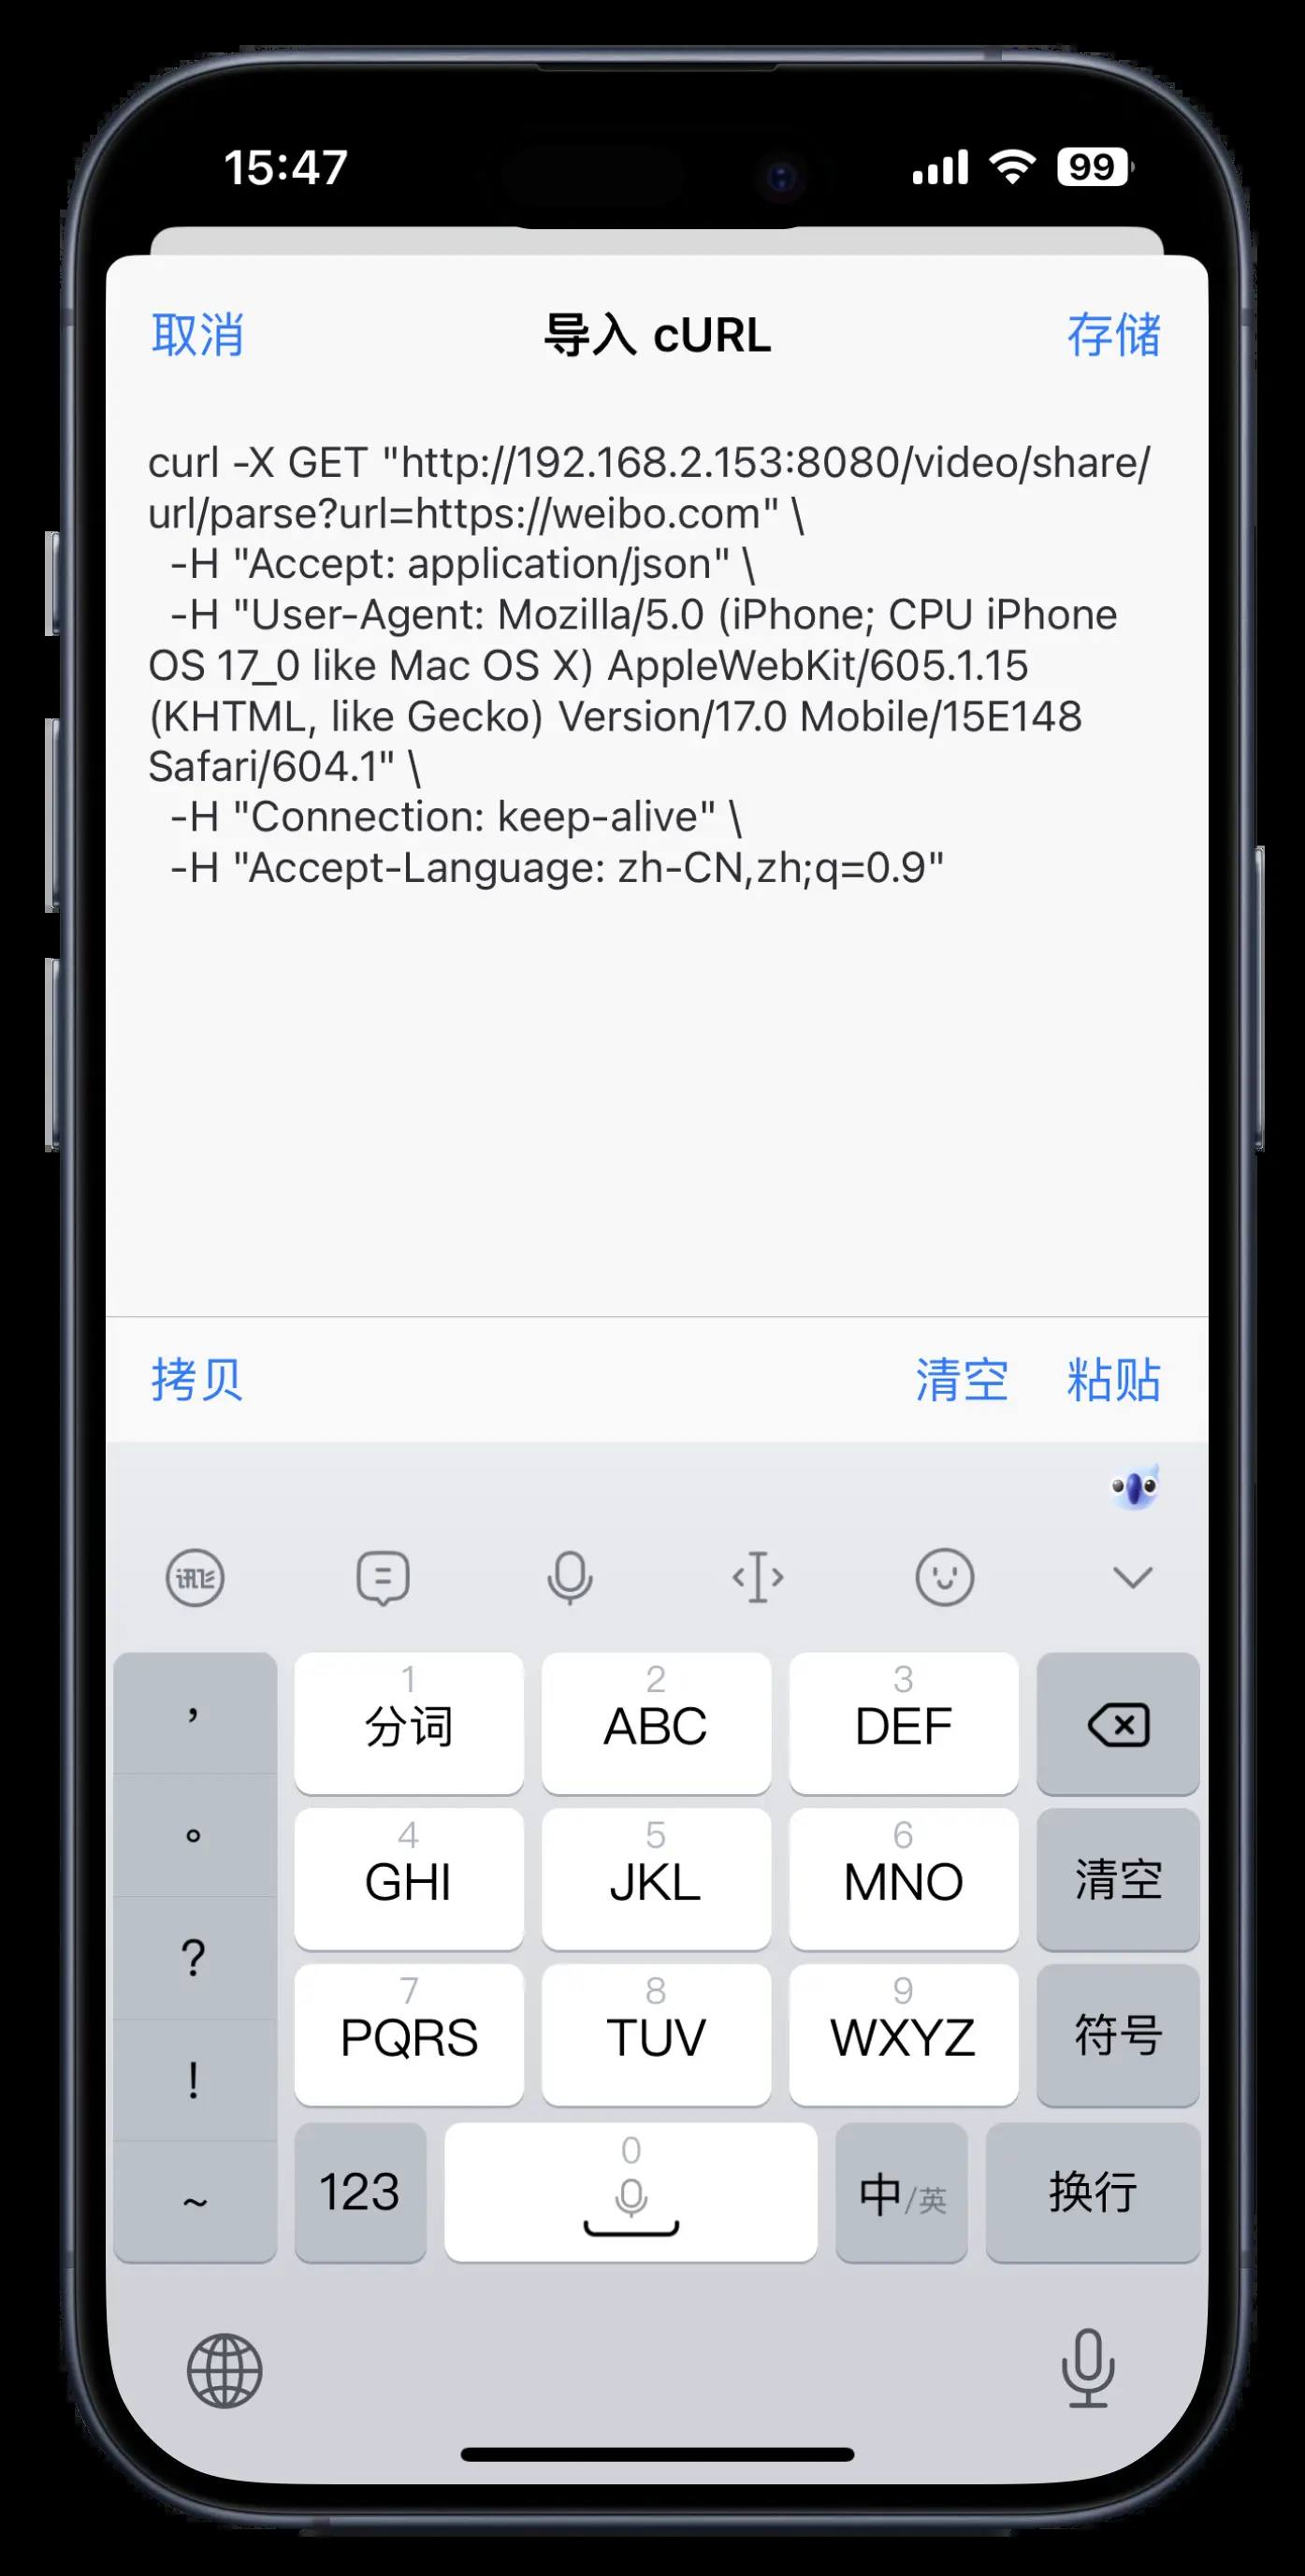 15:47
99
取消 导入 cURL 存储
curl -X GET "http://192.168.2.153:8080/video/share/
url/parse?url=https://weibo.com" \
-H "Accept: application/json" \
-H "User-Agent: Mozilla/5.0 (iPhone; CPU iPhone
OS 17_0 like Mac OS X) AppleWebKit/605.1.15
(KHTML, like Gecko) Version/17.0 Mobile/15E148
Safari/604.1" \
-H "Connection: keep-alive" \
-H "Accept-Language: zh-CN,zh;q=0.9"
拷贝 清空 粘贴
讯飞
， 1 分词 2 ABC 3 DEF
。 4 GHI 5 JKL 6 MNO 清空
? 7 PQRS 8 TUV 9 WXYZ 符号
!
~ 123 0 中/英 换行